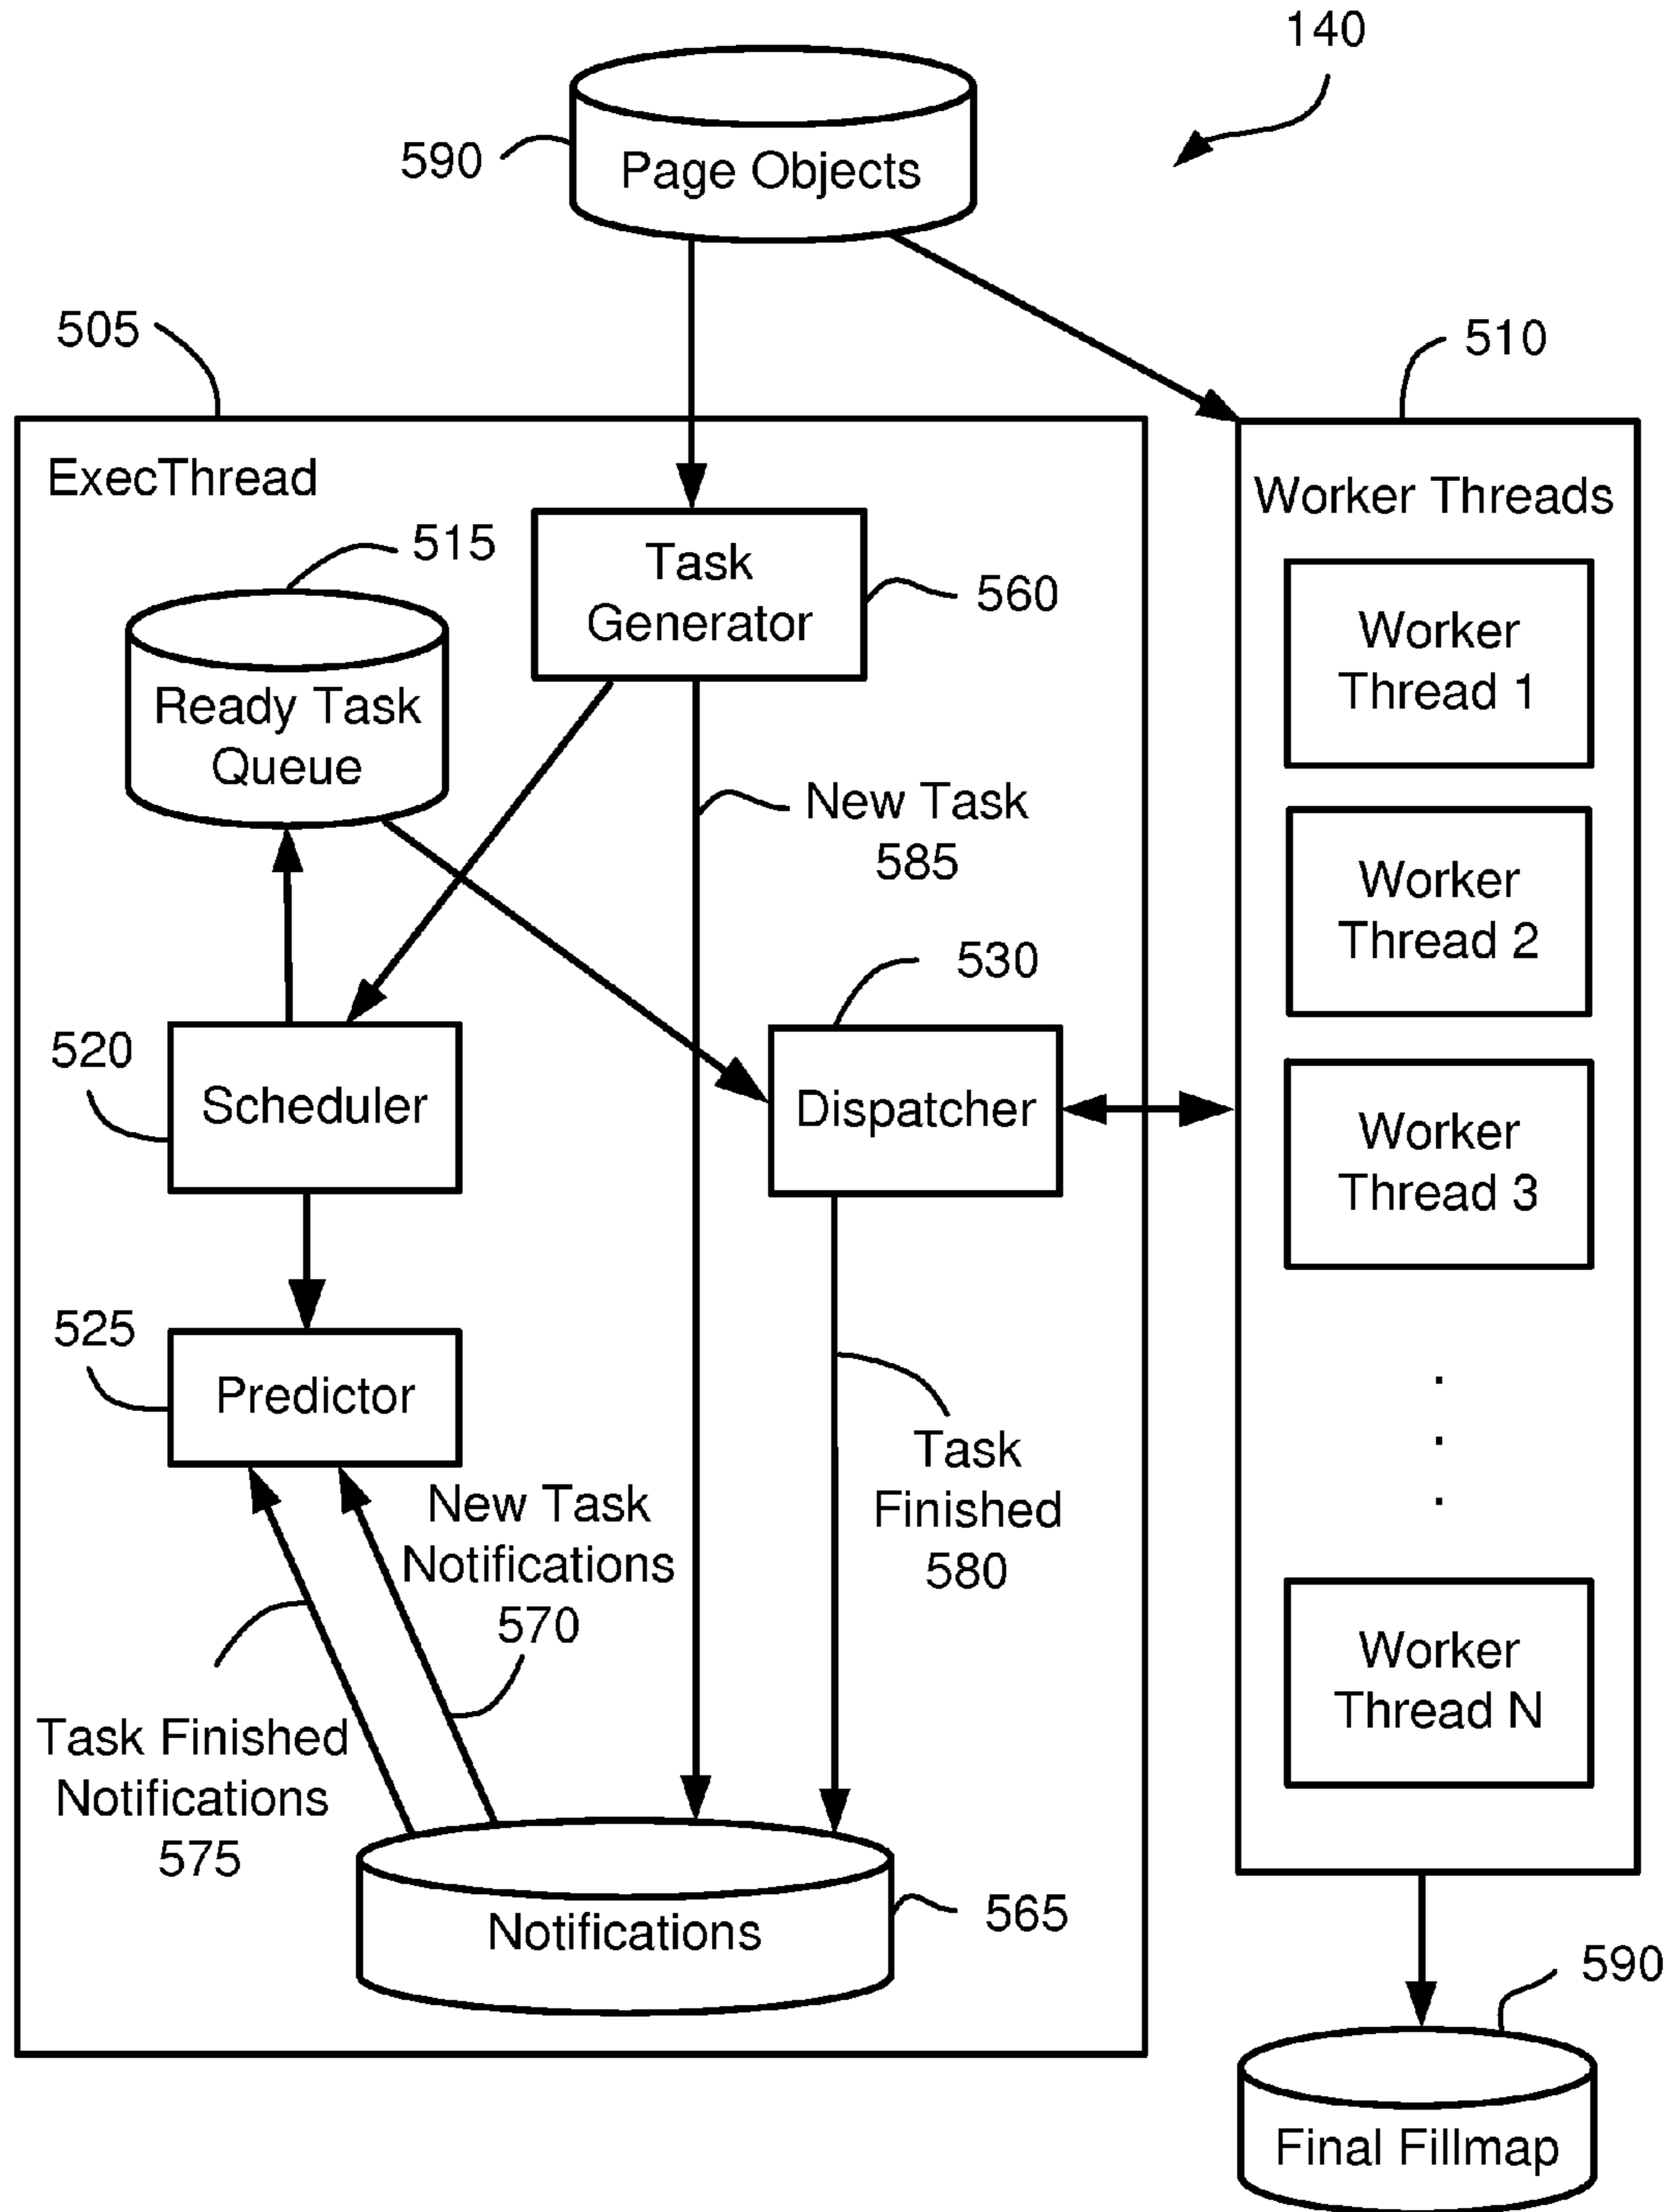 140
590
Page Objects
505
510
ExecThread
Worker Threads
515
Task
Generator
560
Ready Task
Queue
Worker
Thread 1
New Task
585
Worker
Thread 2
530
520
Scheduler
Dispatcher
Worker
Thread 3
525
Predictor
New Task
Notifications
570
Task
Finished
580
Task Finished
Notifications
575
Worker
Thread N
Notifications
565
590
Final Fillmap